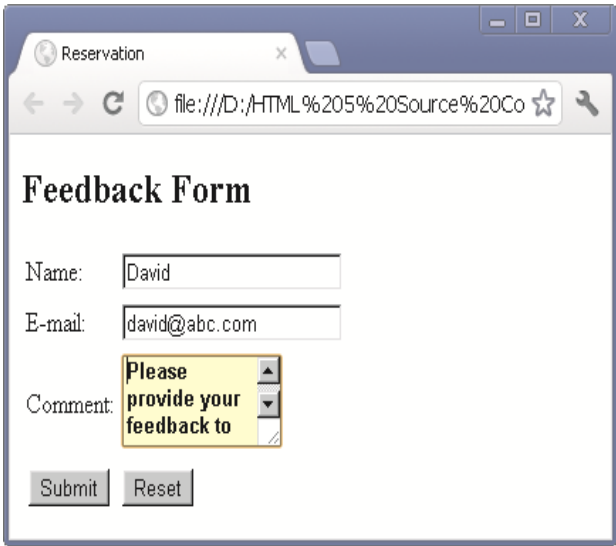 Reservation
file:///D:/HTML%205%20Source%20Co
Feedback Form
Name: David
E-mail: david@abc.com
Comment: Please
provide your
feedback to
Submit Reset